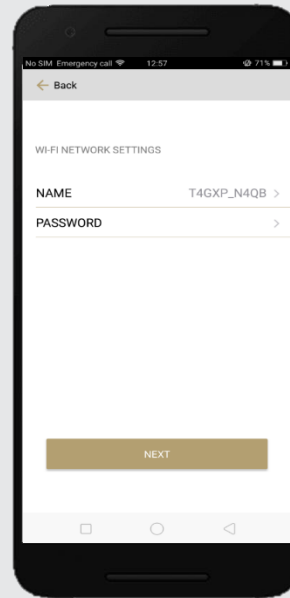 No SIM Emergency call 12:57 71%
Back
WI-FI NETWORK SETTINGS
NAME T4GXP_N4QB >
PASSWORD >
NEXT